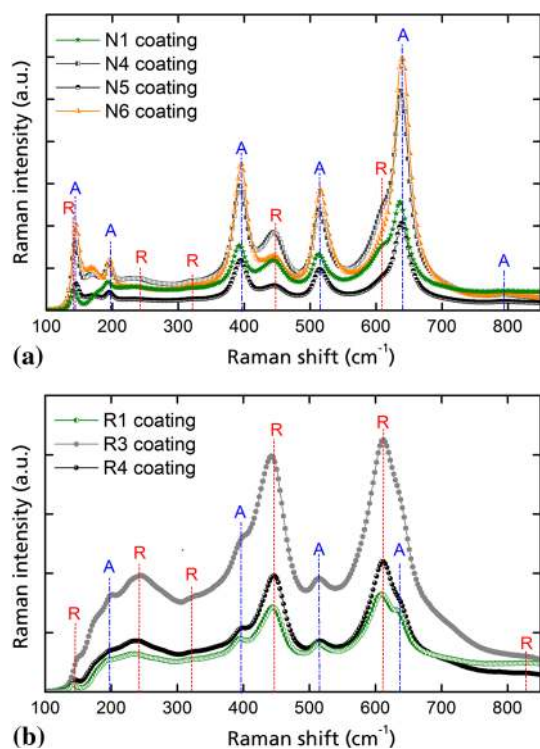 N1 coating
N4 coating
N5 coating
N6 coating
R A A R R A R A R A A
Raman intensity (a.u.)
100 200 300 400 500 600 700 800
(a)
Raman shift (cm⁻¹)
R1 coating
R3 coating
R4 coating
R A R R A R A R A R
Raman intensity (a.u.)
100 200 300 400 500 600 700 800
(b)
Raman shift (cm⁻¹)